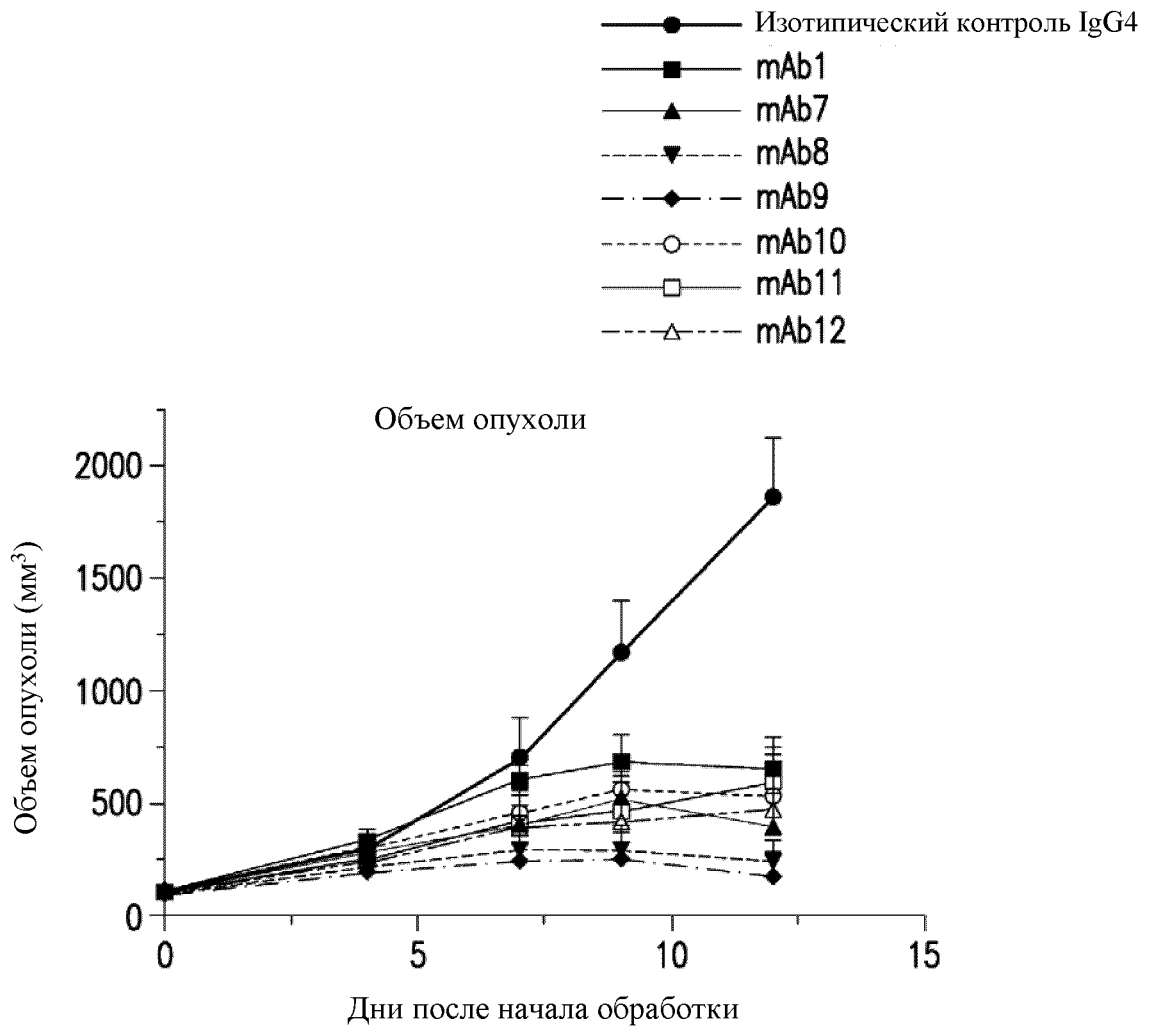 Изотипический контроль IgG4
mAb1
mAb7
mAb8
mAb9
mAb10
mAb11
mAb12
Объем опухоли
Объем опухоли (мм³)
2000
1500
1000
500
0
0
5
10
15
Дни после начала обработки